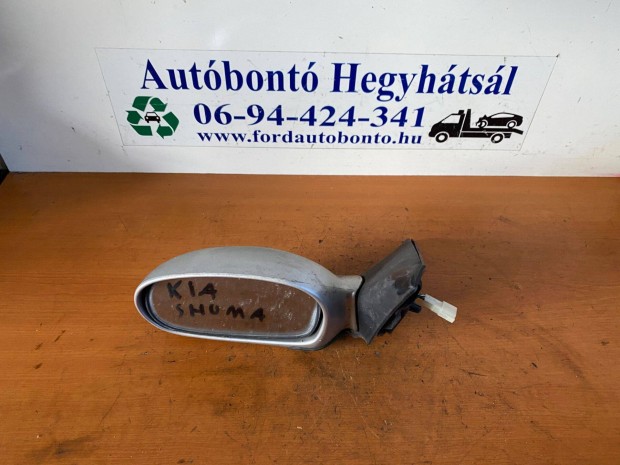 Autóbontó Hegyhátsál
06-94-424-341
www.fordautobonto.hu
KIA
SHUMA